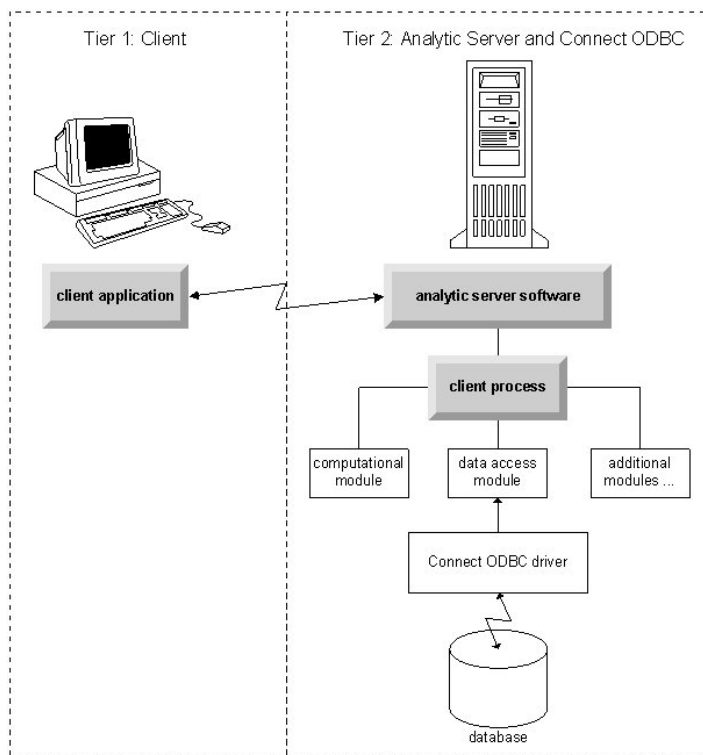 Tier 1: Client
Tier 2: Analytic Server and Connect ODBC
client application
analytic server software
client process
computational
module
data access
module
additional
modules ...
Connect ODBC driver
database